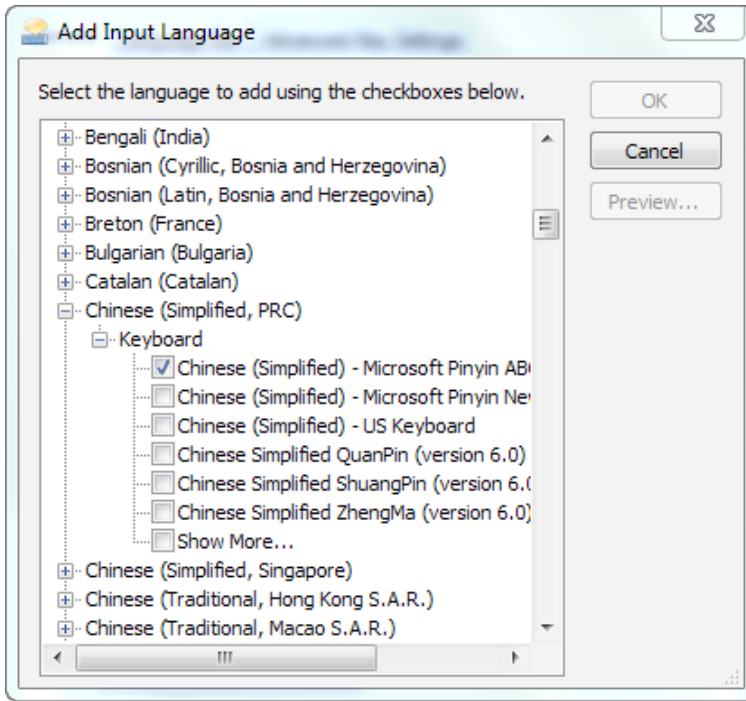 Add Input Language
Select the language to add using the checkboxes below.
OK
Cancel
Preview...
Bengali (India)
Bosnian (Cyrillic, Bosnia and Herzegovina)
Bosnian (Latin, Bosnia and Herzegovina)
Breton (France)
Bulgarian (Bulgaria)
Catalan (Catalan)
Chinese (Simplified, PRC)
Keyboard
Chinese (Simplified) - Microsoft Pinyin AB
Chinese (Simplified) - Microsoft Pinyin Ne
Chinese (Simplified) - US Keyboard
Chinese Simplified QuanPin (version 6.0)
Chinese Simplified ShuangPin (version 6.
Chinese Simplified ZhengMa (version 6.0)
Show More...
Chinese (Simplified, Singapore)
Chinese (Traditional, Hong Kong S.A.R.)
Chinese (Traditional, Macao S.A.R.)